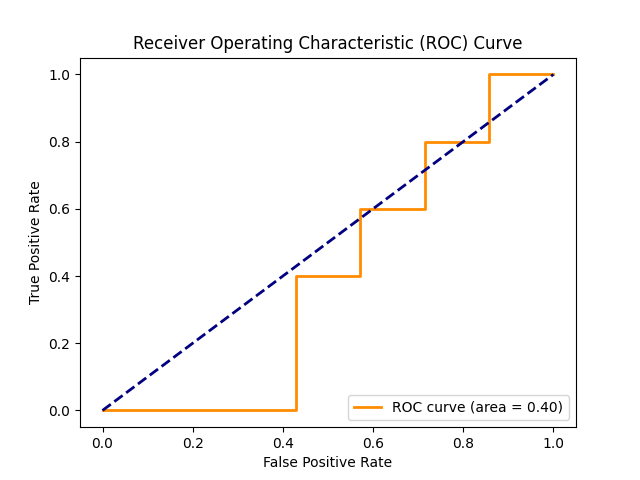 Receiver Operating Characteristic (ROC) Curve
True Positive Rate
1.0
0.8
0.6
0.4
0.2
0.0
ROC curve (area = 0.40)
0.0 0.2 0.4 0.6 0.8 1.0
False Positive Rate